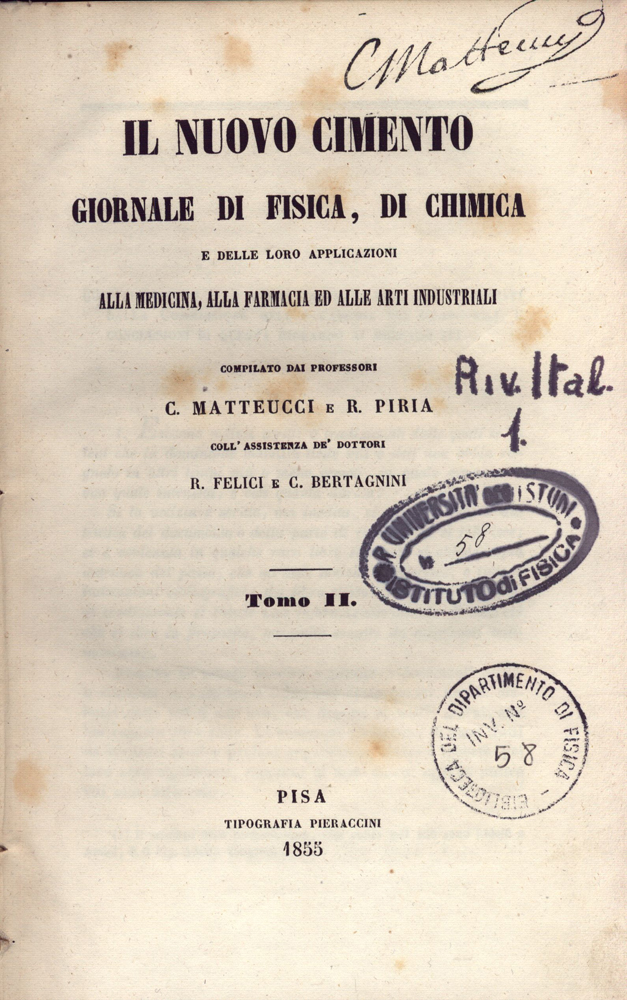 C Matteucci
IL NUOVO CIMENTO
GIORNALE DI FISICA, DI CHIMICA
E DELLE LORO APPLICAZIONI
ALLA MEDICINA, ALLA FARMACIA ED ALLE ARTI INDUSTRIALI
COMPILATO DAI PROFESSORI
C. MATTEUCCI E R. PIRIA
COLL' ASSISTENZA DE' DOTTORI
R. FELICI E C. BERTAGNINI
Riv. Ital.
1.
R. UNIVERSITA' DEGLI STUDI
58
ISTITUTO di FISICA
Tomo II.
BIBLIOTECA DEL DIPARTIMENTO DI FISICA -
INV. Nº
58
PISA
TIPOGRAFIA PIERACCINI
1855